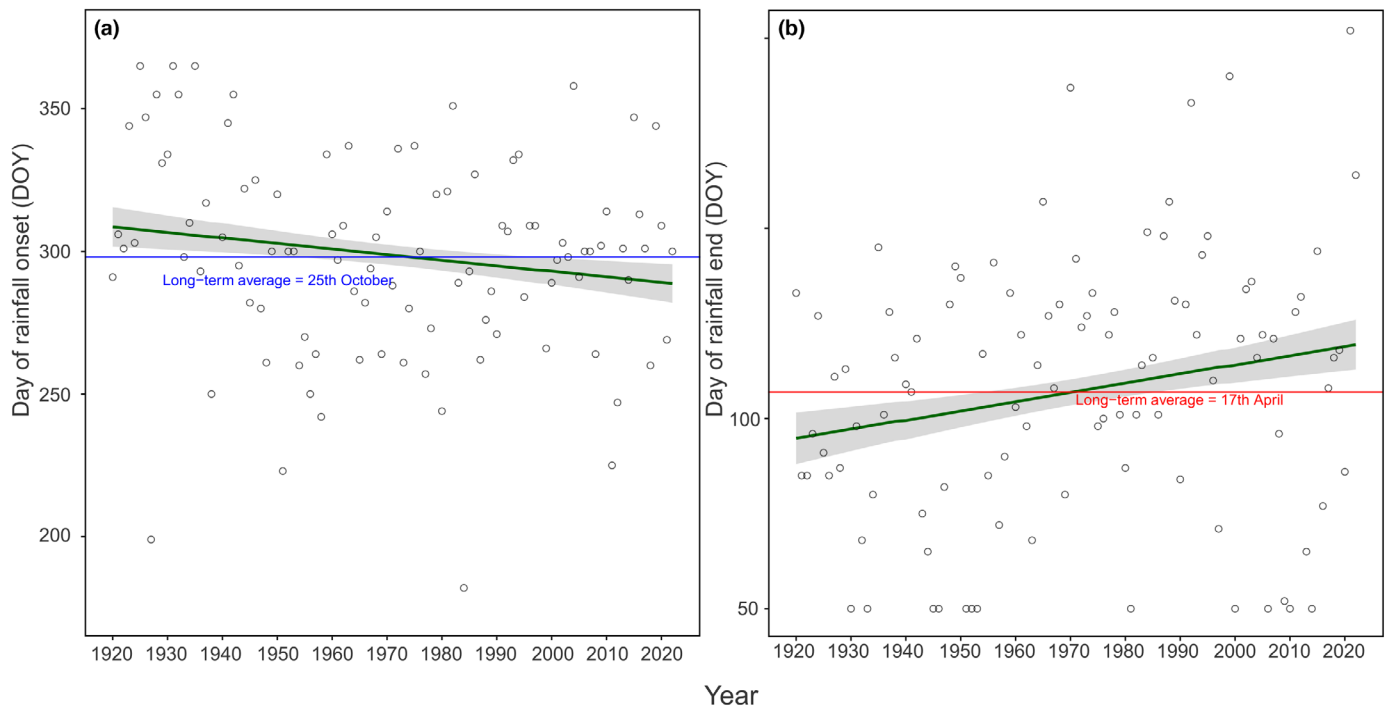 (a)
Day of rainfall onset (DOY)
350
300
250
200
Long−term average = 25th October
1920 1930 1940 1950 1960 1970 1980 1990 2000 2010 2020
(b)
Day of rainfall end (DOY)
100
50
Long−term average = 17th April
1920 1930 1940 1950 1960 1970 1980 1990 2000 2010 2020
Year